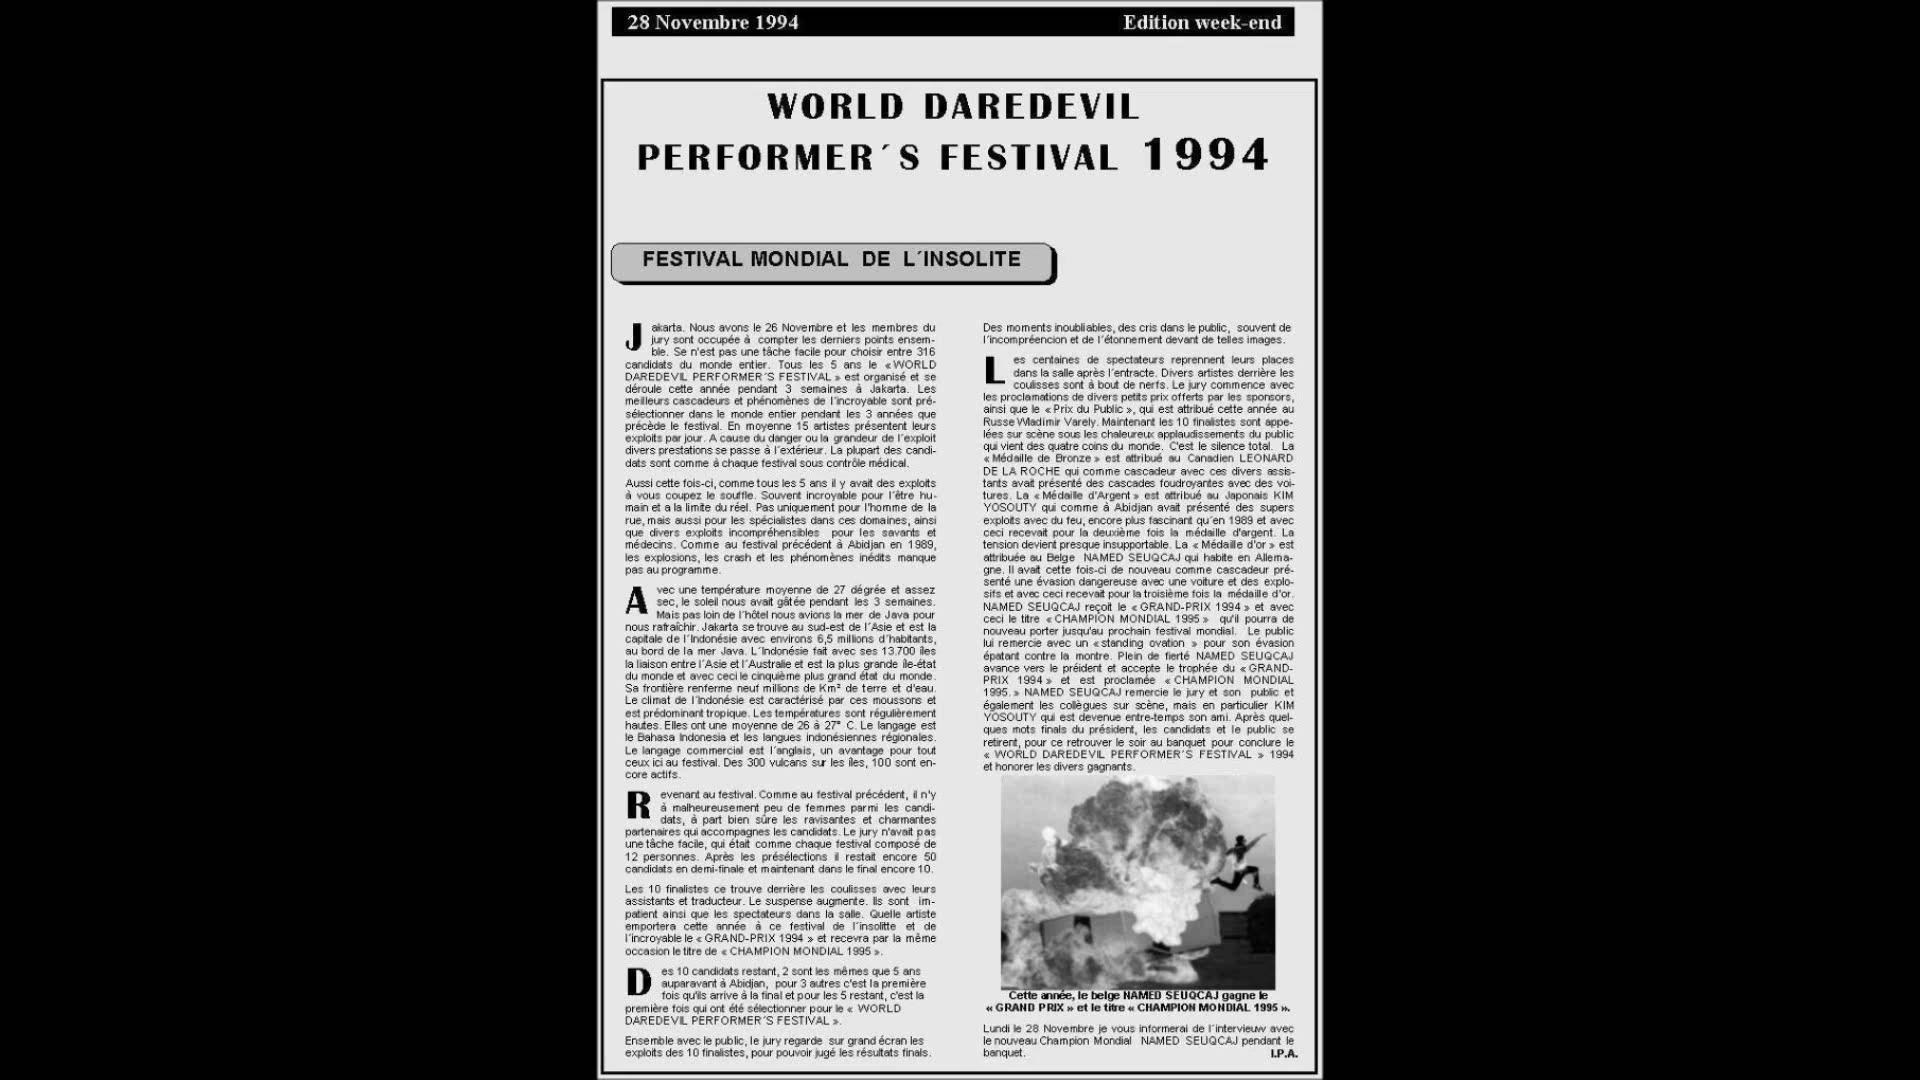 28 Novembre 1994 Edition week-end
WORLD DAREDEVIL
PERFORMER´S FESTIVAL 1994
FESTIVAL MONDIAL DE L´INSOLITE
Jakarta. Nous avons le 26 Novembre et les membres du
jury sont occupée à compter les derniers points ensem-
ble. Se n'est pas une tâche facile pour choisir entre 316
candidats du monde entier. Tous les 5 ans le «WORLD
DAREDEVIL PERFORMER´S FESTIVAL» est organisé et se
déroule cette année pendant 3 semaines à Jakarta. Les
meilleurs cascadeurs et phénomènes de l´incroyable sont pré-
sélectionner dans le monde entier pendant les 3 années que
précède le festival. En moyenne 15 artistes présentent leurs
exploits par jour. A cause du danger ou la grandeur de l´exploit
divers prestations se passe à l´extérieur. La plupart des candi-
dats sont comme à chaque festival sous contrôle médical.
Aussi cette fois-ci, comme tous les 5 ans il y avait des exploits
à vous coupez le souffle. Souvent incroyable pour l´être hu-
main et a la limite du réel. Pas uniquement pour l'homme de la
rue, mais aussi pour les spécialistes dans ces domaines, ainsi
que divers exploits incompréhensibles pour les savants et
médecins. Comme au festival précédent à Abidjan en 1989,
les explosions, les crash et les phénomènes inédits manque
pas au programme.
Avec une température moyenne de 27 dégrée et assez
sec, le soleil nous avait gâtée pendant les 3 semaines.
Mais pas loin de l´hôtel nous avions la mer de Java pour
nous rafraîchir. Jakarta se trouve au sud-est de l´Asie et est la
capitale de l´Indonésie avec environs 6,5 millions d´habitants,
au bord de la mer Java. L´Indonésie fait avec ses 13.700 îles
la liaison entre l´Asie et l´Australie et est la plus grande île-état
du monde et avec ceci le cinquième plus grand état du monde.
Sa frontière renferme neuf millions de Km² de terre et d'eau.
Le climat de l´Indonésie est caractérisé par ces moussons et
est prédominant tropique. Les températures sont régulièrement
hautes. Elles ont une moyenne de 26 à 27° C. Le langage est
le Bahasa Indonesia et les langues indonésiennes régionales.
Le langage commercial est l´anglais, un avantage pour tout
ceux ici au festival. Des 300 vulcans sur les îles, 100 sont en-
core actifs.
Revenant au festival. Comme au festival précédent, il n'y
à malheureusement peu de femmes parmi les candi-
dats, à part bien sûre les ravisantes et charmantes
partenaires qui accompagnes les candidats. Le jury n'avait pas
une tâche facile, qui était comme chaque festival composé de
12 personnes. Après les présélections il restait encore 50
candidats en demi-finale et maintenant dans le final encore 10.
Les 10 finalistes ce trouve derrière les coulisses avec leurs
assistants et traducteur. Le suspense augmente. Ils sont im-
patient ainsi que les spectateurs dans la salle. Quelle artiste
emportera cette année à ce festival de l´insolitte et de
l´incroyable le « GRAND-PRIX 1994 » et recevra par la même
occasion le titre de « CHAMPION MONDIAL 1995 ».
Des 10 candidats restant, 2 sont les mêmes que 5 ans
auparavant à Abidjan, pour 3 autres c'est la première
fois qu'ils arrive à la final et pour les 5 restant, c'est la
première fois qui ont été sélectionner pour le « WORLD
DAREDEVIL PERFORMER´S FESTIVAL ».
Ensemble avec le public, le jury regarde sur grand écran les
exploits des 10 finalistes, pour pouvoir jugé les résultats finals.
Des moments inoubliables, des cris dans le public, souvent de
l´incompréencion et de l´étonnement devant de telles images.
Les centaines de spectateurs reprennent leurs places
dans la salle après l´entracte. Divers artistes derrière les
coulisses sont à bout de nerfs. Le jury commence avec
les proclamations de divers petits prix offerts par les sponsors,
ainsi que le « Prix du Public », qui est attribué cette année au
Russe Wladimir Varely. Maintenant les 10 finalistes sont appe-
lées sur scène sous les chaleureux applaudissements du public
qui vient des quatre coins du monde. C'est le silence total. La
« Médaille de Bronze » est attribué au Canadien LEONARD
DE LA ROCHE qui comme cascadeur avec ces divers assis-
tants avait présenté des cascades foudroyantes avec des voi-
tures. La « Médaille d'Argent » est attribué au Japonais KIM
YOSOUTY qui comme à Abidjan avait présenté des supers
exploits avec du feu, encore plus fascinant qu´en 1989 et avec
ceci recevait pour la deuxième fois la médaille d'argent. La
tension devient presque insupportable. La « Médaille d'or » est
attribuée au Belge NAMED SEUQCAJ qui habite en Allema-
gne. Il avait cette fois-ci de nouveau comme cascadeur pré-
senté une évasion dangereuse avec une voiture et des explo-
sifs et avec ceci recevait pour la troisième fois la médaille d'or.
NAMED SEUQCAJ reçoit le « GRAND-PRIX 1994 » et avec
ceci le titre « CHAMPION MONDIAL 1995 » qu'il pourra de
nouveau porter jusqu'au prochain festival mondial. Le public
lui remercie avec un « standing ovation » pour son évasion
épatant contre la montre. Plein de fierté NAMED SEUQCAJ
avance vers le préident et accepte le trophée du « GRAND-
PRIX 1994 » et est proclamée « CHAMPION MONDIAL
1995. » NAMED SEUQCAJ remercie le jury et son public et
également les collègues sur scène, mais en particulier KIM
YOSOUTY qui est devenue entre-temps son ami. Après quel-
ques mots finals du président, les candidats et le public se
retirent, pour ce retrouver le soir au banquet pour conclure le
« WORLD DAREDEVIL PERFORMER´S FESTIVAL » 1994
et honorer les divers gagnants.
Cette année, le belge NAMED SEUQCAJ gagne le
« GRAND PRIX » et le titre « CHAMPION MONDIAL 1995 ».
Lundi le 28 Novembre je vous informerai de l´intervieuw avec
le nouveau Champion Mondial NAMED SEUQCAJ pendant le
banquet. I.P.A.